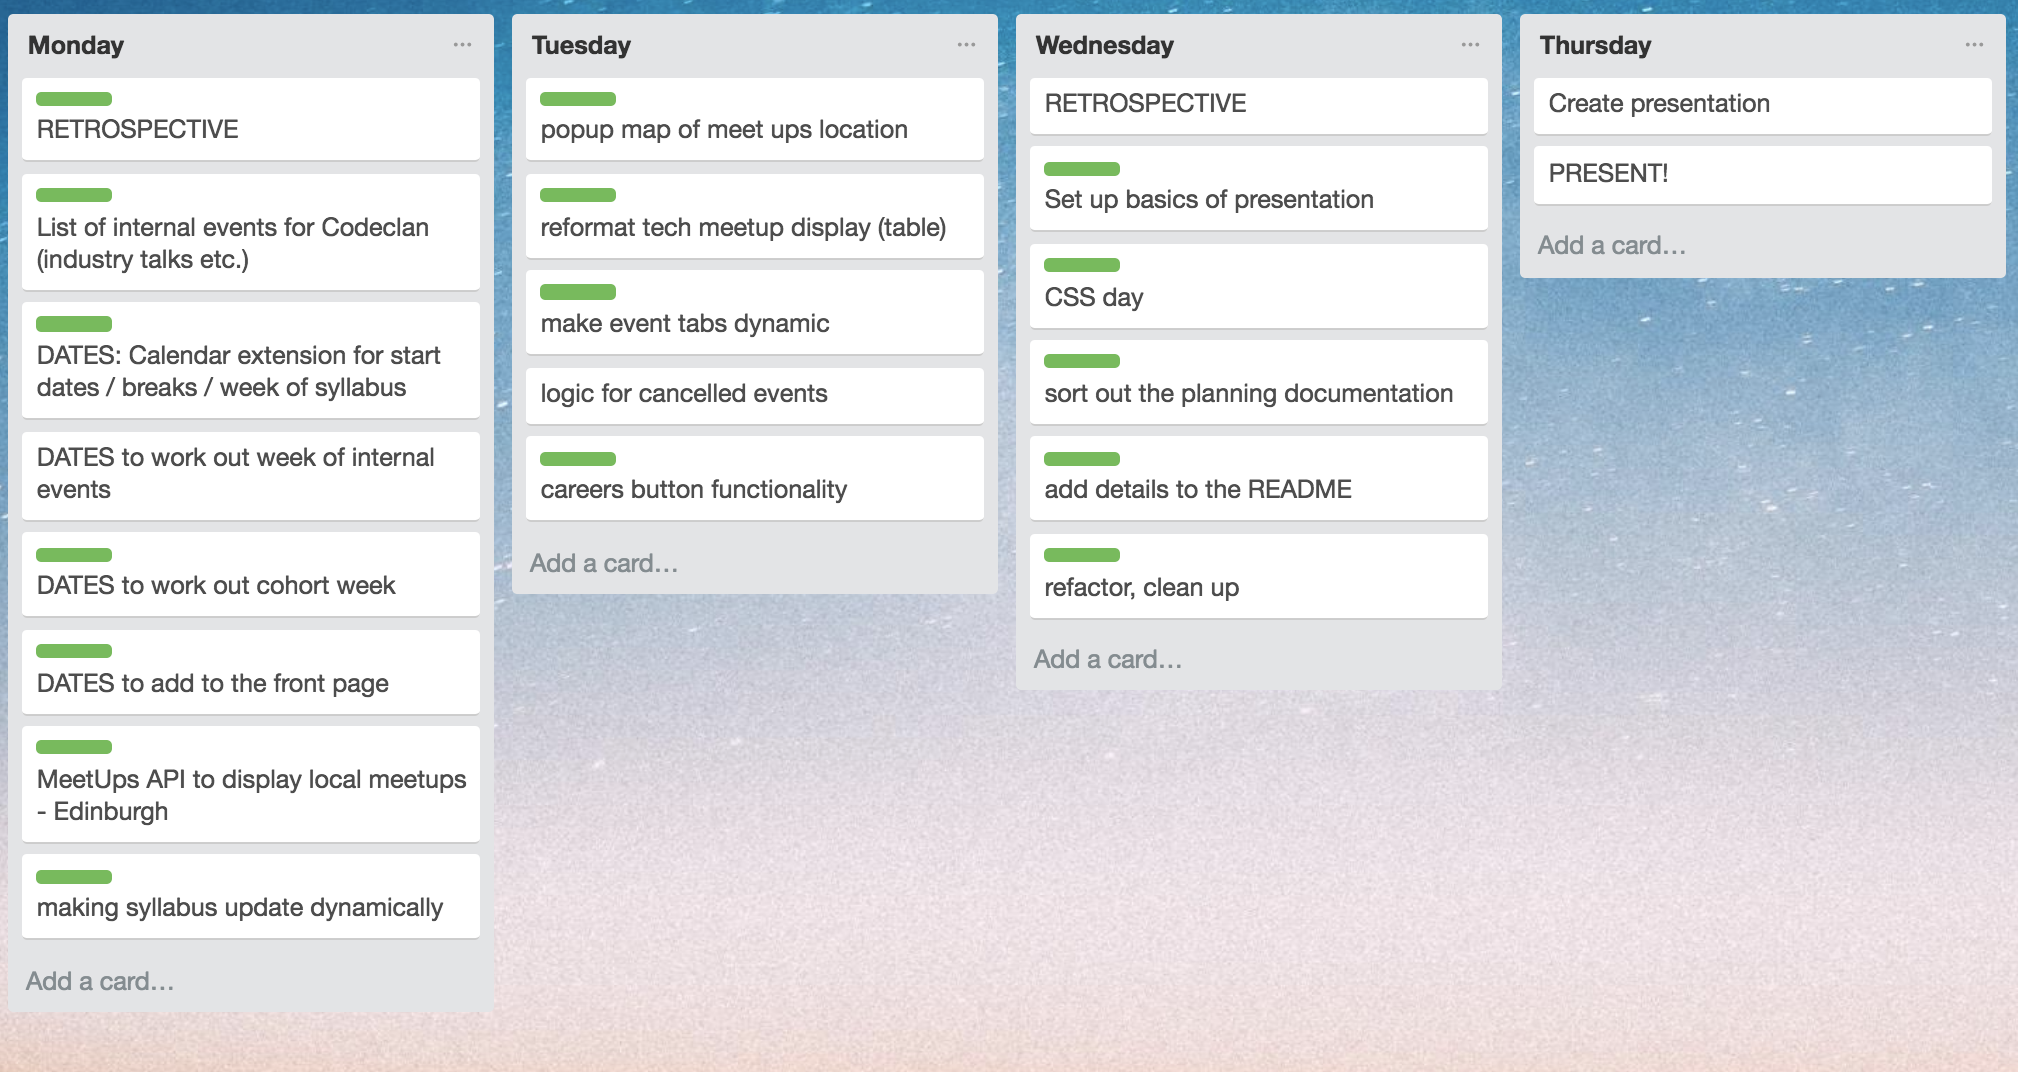 Monday
RETROSPECTIVE
List of internal events for Codeclan
(industry talks etc.)
DATES: Calendar extension for start
dates / breaks / week of syllabus
DATES to work out week of internal
events
DATES to work out cohort week
DATES to add to the front page
MeetUps API to display local meetups
- Edinburgh
making syllabus update dynamically
Add a card...
Tuesday
popup map of meet ups location
reformat tech meetup display (table)
make event tabs dynamic
logic for cancelled events
careers button functionality
Add a card...
Wednesday
RETROSPECTIVE
Set up basics of presentation
CSS day
sort out the planning documentation
add details to the README
refactor, clean up
Add a card...
Thursday
Create presentation
PRESENT!
Add a card...